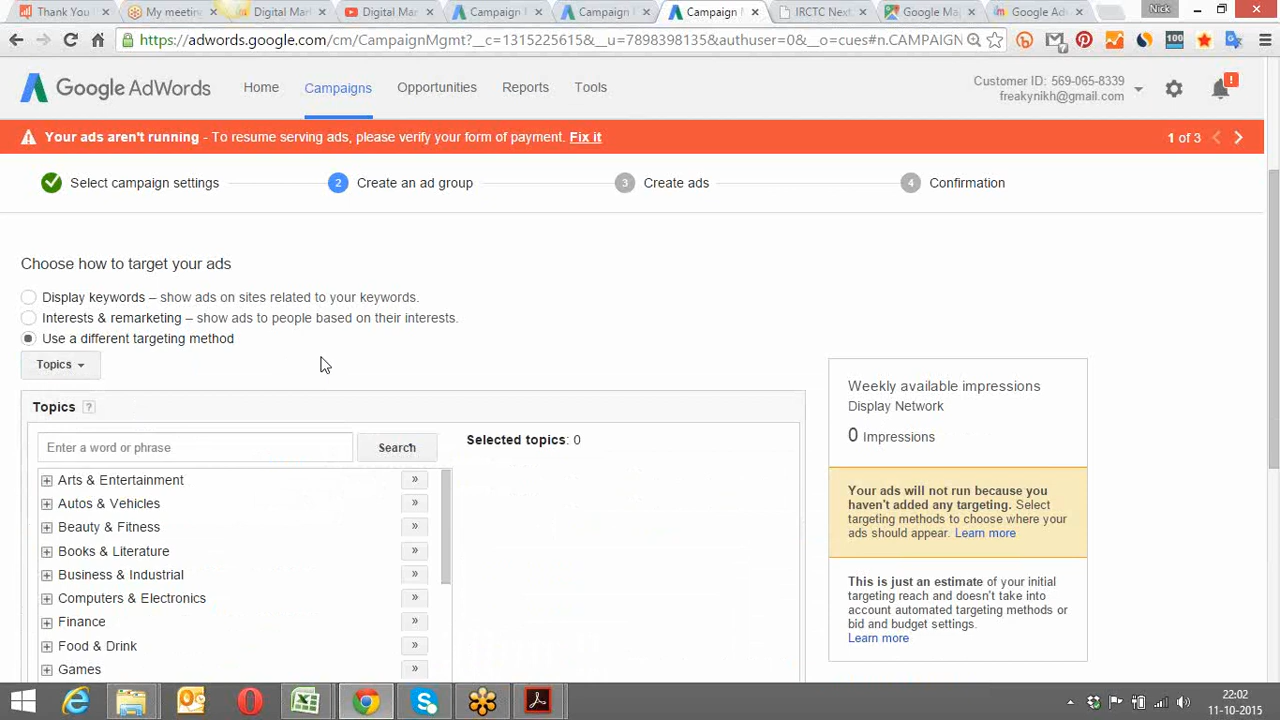 Thank You
My meetin
Digital Mar
Digital Mar
Campaign
Campaign
Campaign
IRCTC Next
Google Ma
Google Ad
Nick
https://adwords.google.com/cm/CampaignMgmt?__c=1315225615&__u=7898398135&authuser=0&__o=cues#n.CAMPAIGN
100
Google AdWords
Home
Campaigns
Opportunities
Reports
Tools
Customer ID: 569-065-8339
freakynikh@gmail.com
Your ads aren't running - To resume serving ads, please verify your form of payment. Fix it
1 of 3
Select campaign settings
2 Create an ad group
3 Create ads
4 Confirmation
Choose how to target your ads
Display keywords – show ads on sites related to your keywords.
Interests & remarketing – show ads to people based on their interests.
Use a different targeting method
Topics
Topics ?
Enter a word or phrase
Search
Selected topics: 0
Arts & Entertainment »
Autos & Vehicles »
Beauty & Fitness »
Books & Literature »
Business & Industrial »
Computers & Electronics »
Finance »
Food & Drink »
Games »
Weekly available impressions
Display Network
0 Impressions
Your ads will not run because you
haven't added any targeting. Select
targeting methods to choose where your
ads should appear. Learn more
This is just an estimate of your initial
targeting reach and doesn't take into
account automated targeting methods or
bid and budget settings.
Learn more
22:02
11-10-2015